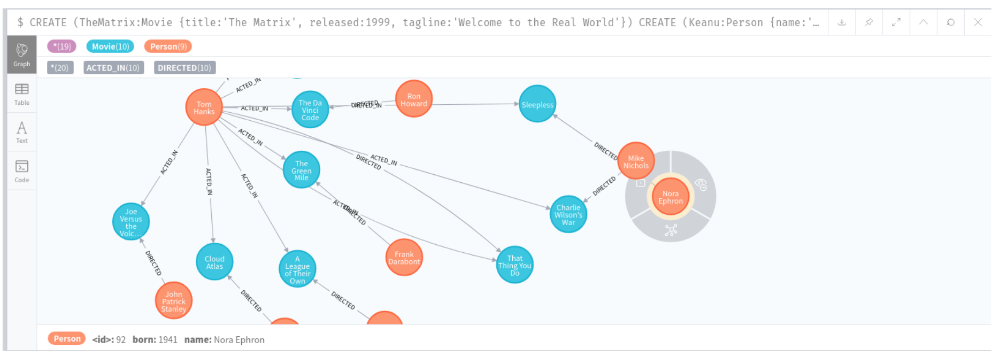 $ CREATE (TheMatrix:Movie {title:'The Matrix', released:1999, tagline:'Welcome to the Real World'}) CREATE (Keanu:Person {name:'…
Graph
*(19) Movie(10) Person(9)
*(20) ACTED_IN(10) DIRECTED(10)
Table
Text
Code
ACTED_IN
Tom
Hanks
ACTED_IN
The Da
Vinci
Code
DIRECTED
ACTED_IN
Ron
Howard
Sleepless
ACTED_IN
The
Green
Mile
DIRECTED
ACTED_IN
DIRECTED
Mike
Nichols
Nora
Ephron
DIRECTED
Charlie
Wilson's
War
ACTED_IN
ACTED_IN
ACTED_IN
ACTED_IN
DIRECTED
Joe
Versus
the
Volc…
Cloud
Atlas
A
League
of Their
Own
Frank
Darabont
That
Thing You
Do
DIRECTED
DIRECTED
DIRECTED
John
Patrick
Stanley
Person <id>: 92 born: 1941 name: Nora Ephron